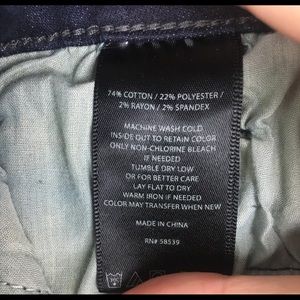 74% COTTON / 22% POLYESTER /
2% RAYON / 2% SPANDEX
MACHINE WASH COLD
INSIDE OUT TO RETAIN COLOR
ONLY NON-CHLORINE BLEACH
IF NEEDED
TUMBLE DRY LOW
OR FOR BETTER CARE
LAY FLAT TO DRY
WARM IRON IF NEEDED
COLOR MAY TRANSFER WHEN NEW
MADE IN CHINA
RN# 58539